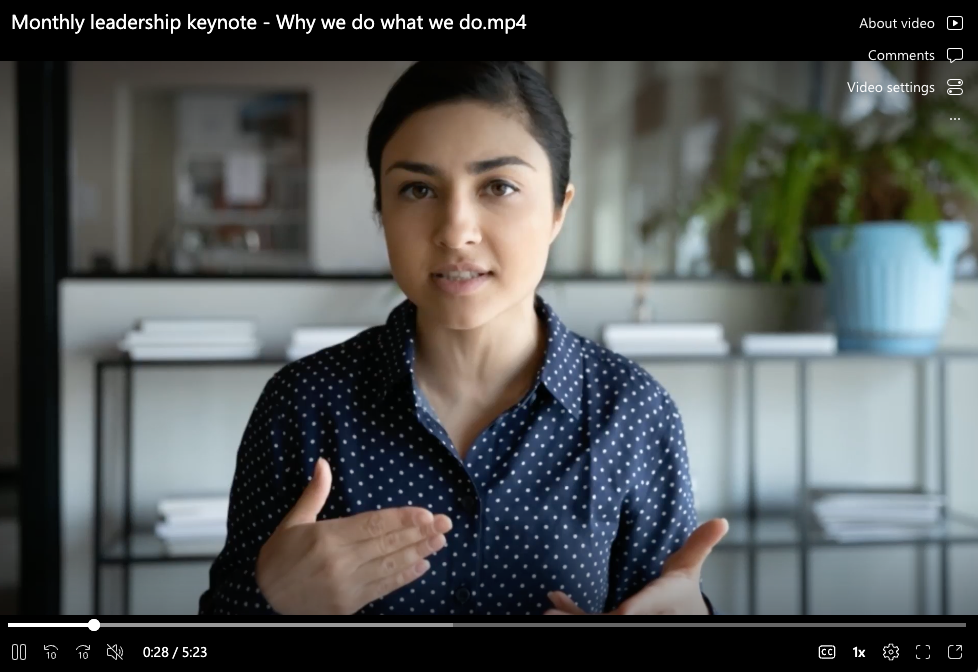 Monthly leadership keynote - Why we do what we do.mp4
About video
Comments
Video settings
...
10
10
0:28 / 5:23
CC
1x